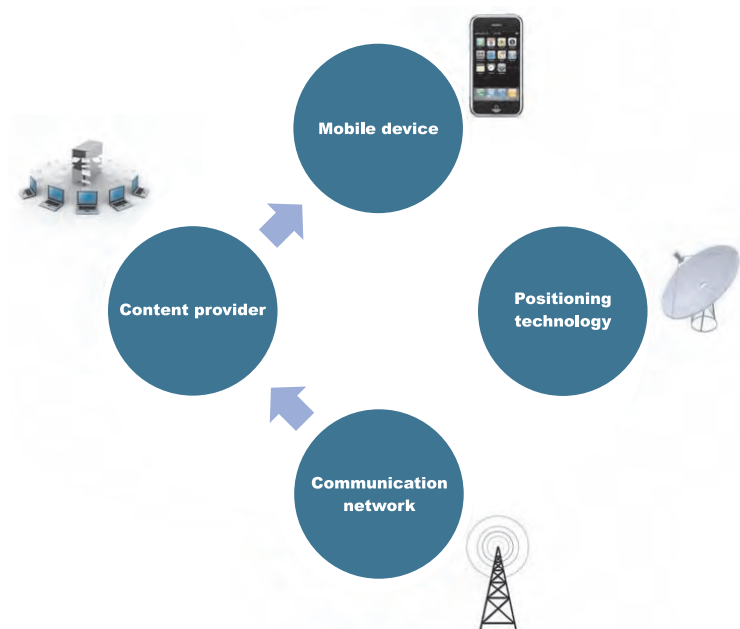 Mobile device
Content provider
Positioning
technology
Communication
network